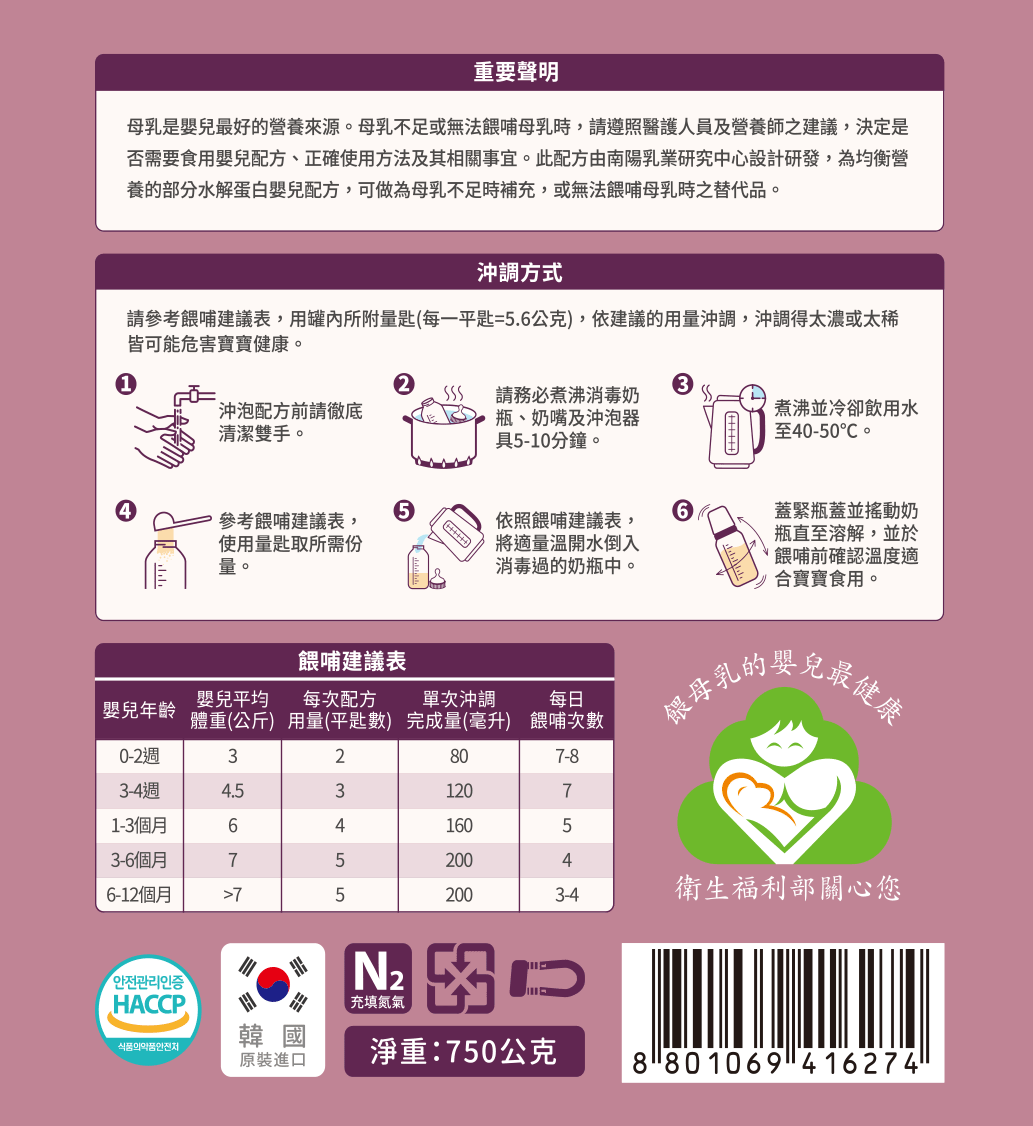 重要聲明
母乳是嬰兒最好的營養來源。母乳不足或無法餵哺母乳時，請遵照醫護人員及營養師之建議，決定是
否需要食用嬰兒配方、正確使用方法及其相關事宜。此配方由南陽乳業研究中心設計研發，為均衡營
養的部分水解蛋白嬰兒配方，可做為母乳不足時補充，或無法餵哺母乳時之替代品。
沖調方式
請參考餵哺建議表，用罐內所附量匙(每一平匙=5.6公克)，依建議的用量沖調，沖調得太濃或太稀
皆可能危害寶寶健康。
1
沖泡配方前請徹底
清潔雙手。
2
請務必煮沸消毒奶
瓶、奶嘴及沖泡器
具5-10分鐘。
3
煮沸並冷卻飲用水
至40-50℃。
4
參考餵哺建議表，
使用量匙取所需份
量。
5
依照餵哺建議表，
將適量溫開水倒入
消毒過的奶瓶中。
6
蓋緊瓶蓋並搖動奶
瓶直至溶解，並於
餵哺前確認溫度適
合寶寶食用。
餵哺建議表
嬰兒年齡 嬰兒平均體重(公斤) 每次配方用量(平匙數) 單次沖調完成量(毫升) 每日餵哺次數
0-2週 3 2 80 7-8
3-4週 4.5 3 120 7
1-3個月 6 4 160 5
3-6個月 7 5 200 4
6-12個月 >7 5 200 3-4
餵母乳的嬰兒最健康
衛生福利部關心您
안전관리인증
HACCP
식품의약품안전처
韓 國
原裝進口
N2
充填氮氣
淨重：750公克
8 801069 416274